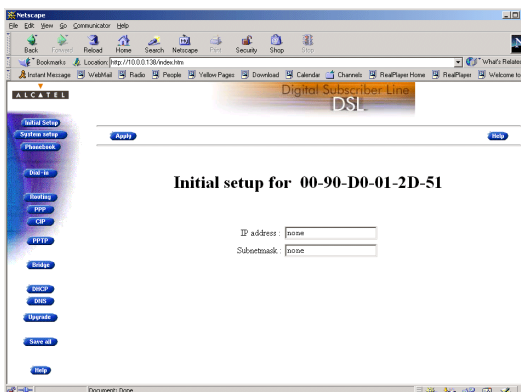 Netscape
File Edit View Go Communicator Help
Back Forward Reload Home Search Netscape Print Security Shop Stop
Bookmarks Location: http://10.0.0.138/index.htm What's Related
Instant Message WebMail Radio People Yellow Pages Download Calendar Channels RealPlayer Home RealPlayer Welcome to
ALCATEL
Digital Subscriber Line
DSL
Initial Setup
System setup
Phonebook
Apply
Help
Dial-in
Initial setup for 00-90-D0-01-2D-51
Routing
PPP
CIP
PPTP
IP address : none
Subnetmask : none
Bridge
DHCP
DNS
Upgrade
Save all
Help
Document: Done